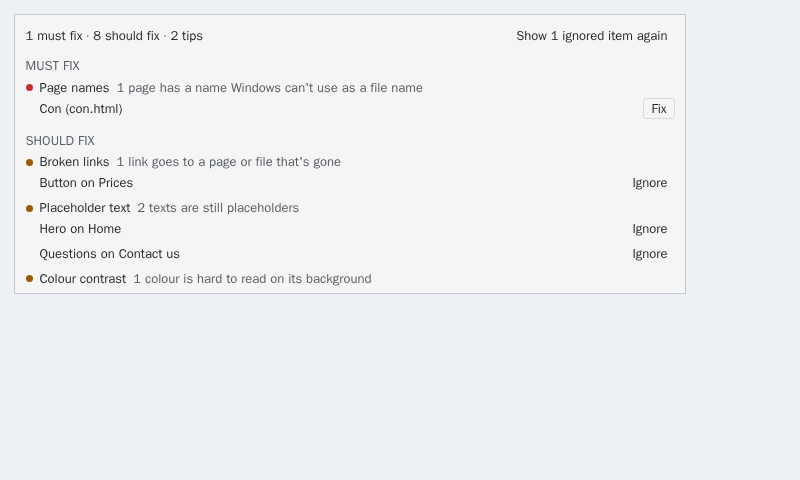 1 must fix · 8 should fix · 2 tips
Show 1 ignored item again
MUST FIX
Page names 1 page has a name Windows can't use as a file name
Con (con.html)
Fix
SHOULD FIX
Broken links 1 link goes to a page or file that's gone
Button on Prices
Ignore
Placeholder text 2 texts are still placeholders
Hero on Home
Ignore
Questions on Contact us
Ignore
Colour contrast 1 colour is hard to read on its background